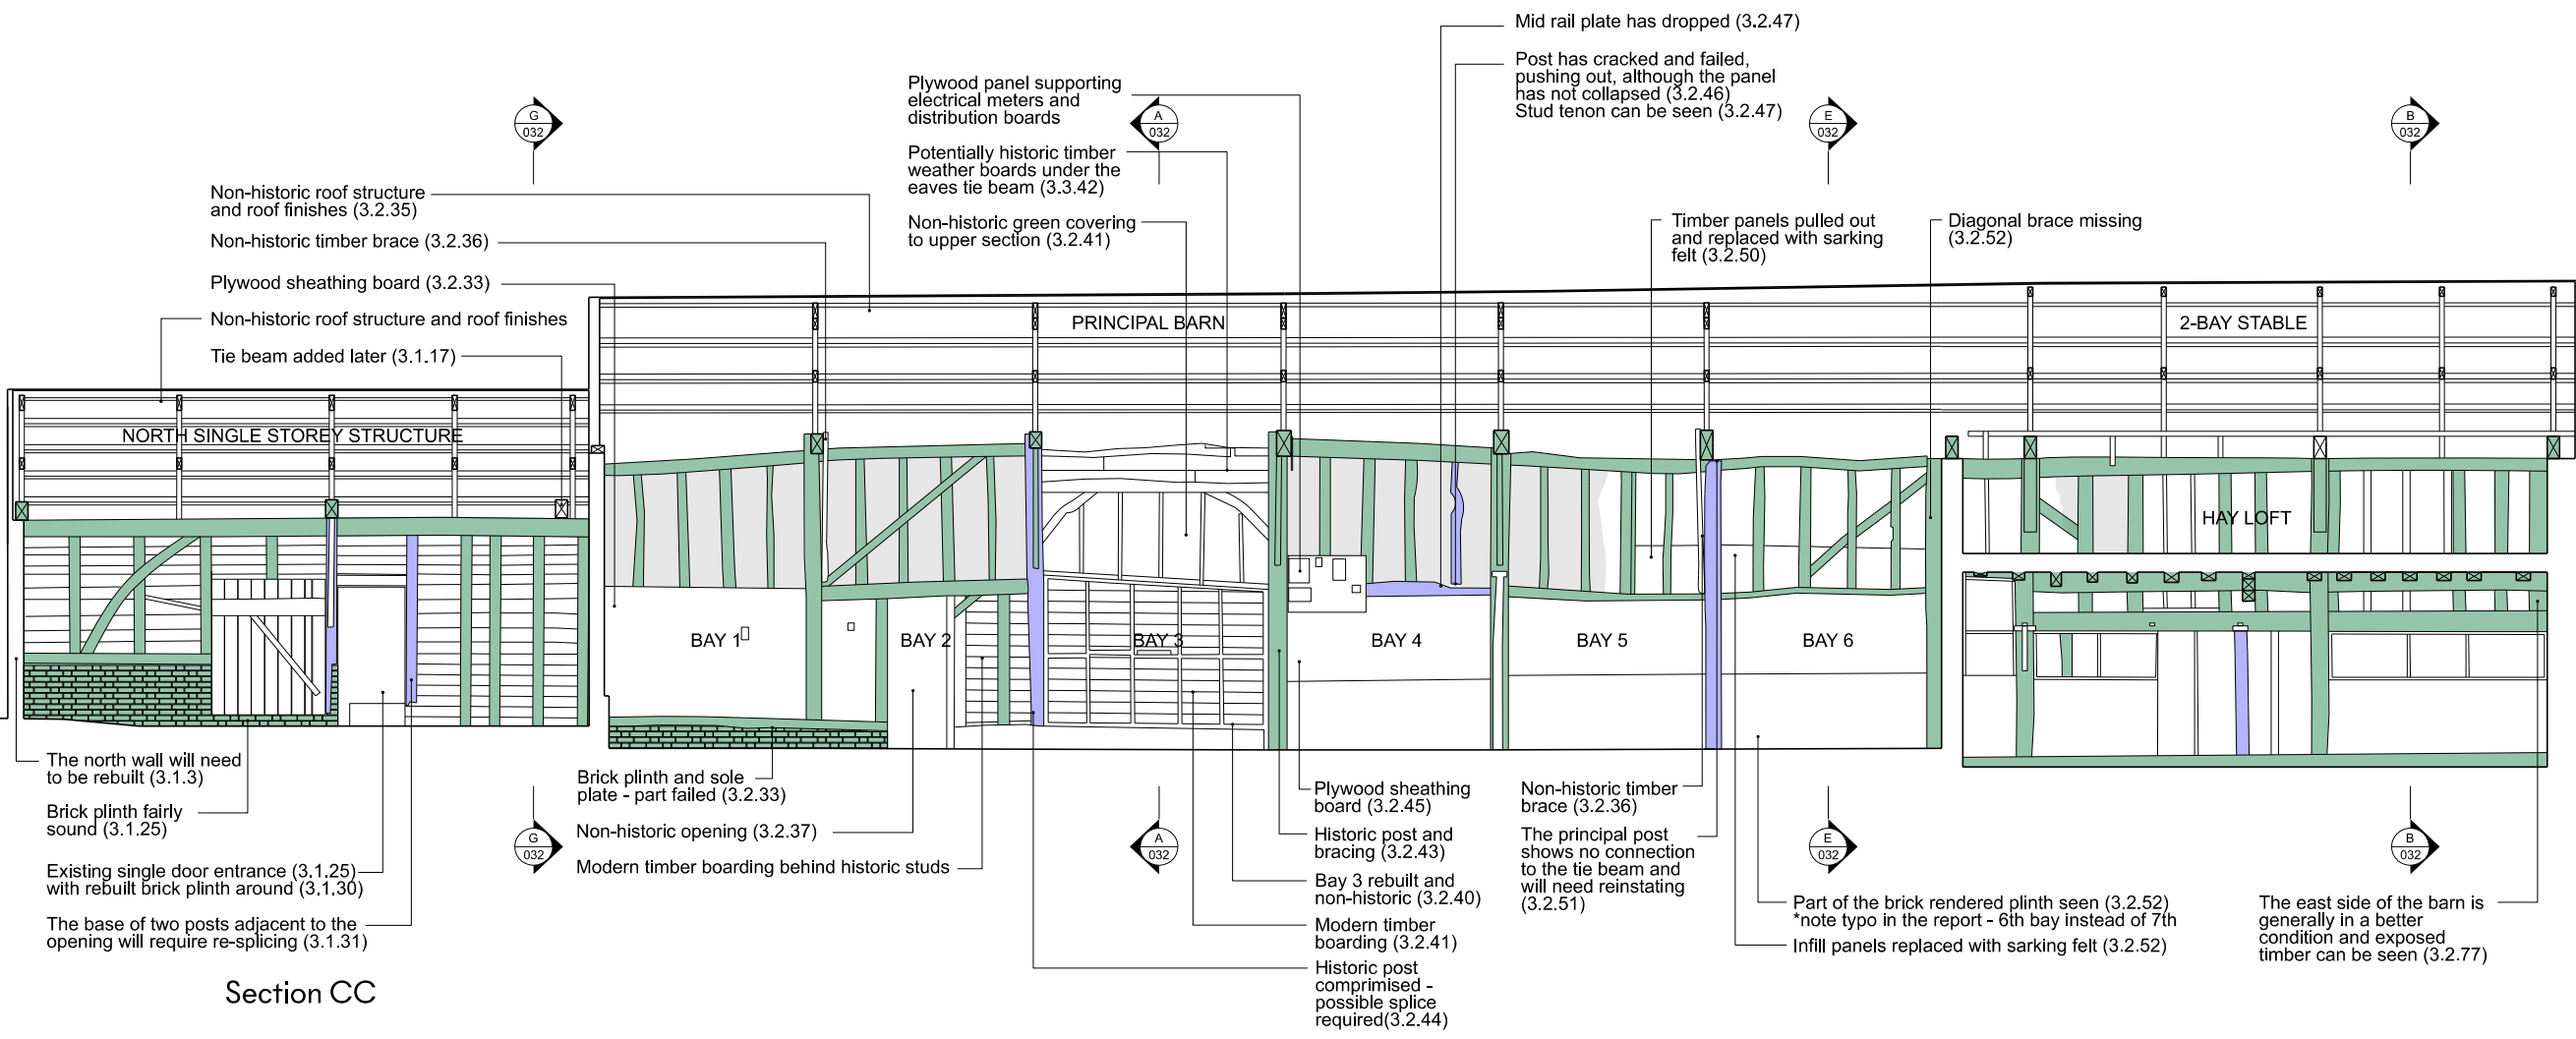 Mid rail plate has dropped (3.2.47)
Post has cracked and failed,
pushing out, although the panel
has not collapsed (3.2.46)
Stud tenon can be seen (3.2.47)
Plywood panel supporting
electrical meters and
distribution boards
G
032
A
032
E
032
B
032
Potentially historic timber
weather boards under the
eaves tie beam (3.3.42)
Non-historic roof structure
and roof finishes (3.2.35)
Non-historic green covering
to upper section (3.2.41)
Timber panels pulled out
and replaced with sarking
felt (3.2.50)
Diagonal brace missing
(3.2.52)
Non-historic timber brace (3.2.36)
Plywood sheathing board (3.2.33)
Non-historic roof structure and roof finishes
Tie beam added later (3.1.17)
PRINCIPAL BARN
2-BAY STABLE
NORTH SINGLE STOREY STRUCTURE
HAY LOFT
BAY 1
BAY 2
BAY 3
BAY 4
BAY 5
BAY 6
The north wall will need
to be rebuilt (3.1.3)
Brick plinth fairly
sound (3.1.25)
Existing single door entrance (3.1.25)
with rebuilt brick plinth around (3.1.30)
The base of two posts adjacent to the
opening will require re-splicing (3.1.31)
Brick plinth and sole
plate - part failed (3.2.33)
Non-historic opening (3.2.37)
Modern timber boarding behind historic studs
G
032
A
032
E
032
B
032
Plywood sheathing
board (3.2.45)
Historic post and
bracing (3.2.43)
Bay 3 rebuilt and
non-historic (3.2.40)
Modern timber
boarding (3.2.41)
Historic post
comprimised -
possible splice
required(3.2.44)
Non-historic timber
brace (3.2.36)
The principal post
shows no connection
to the tie beam and
will need reinstating
(3.2.51)
Part of the brick rendered plinth seen (3.2.52)
*note typo in the report - 6th bay instead of 7th
Infill panels replaced with sarking felt (3.2.52)
The east side of the barn is
generally in a better
condition and exposed
timber can be seen (3.2.77)
Section CC